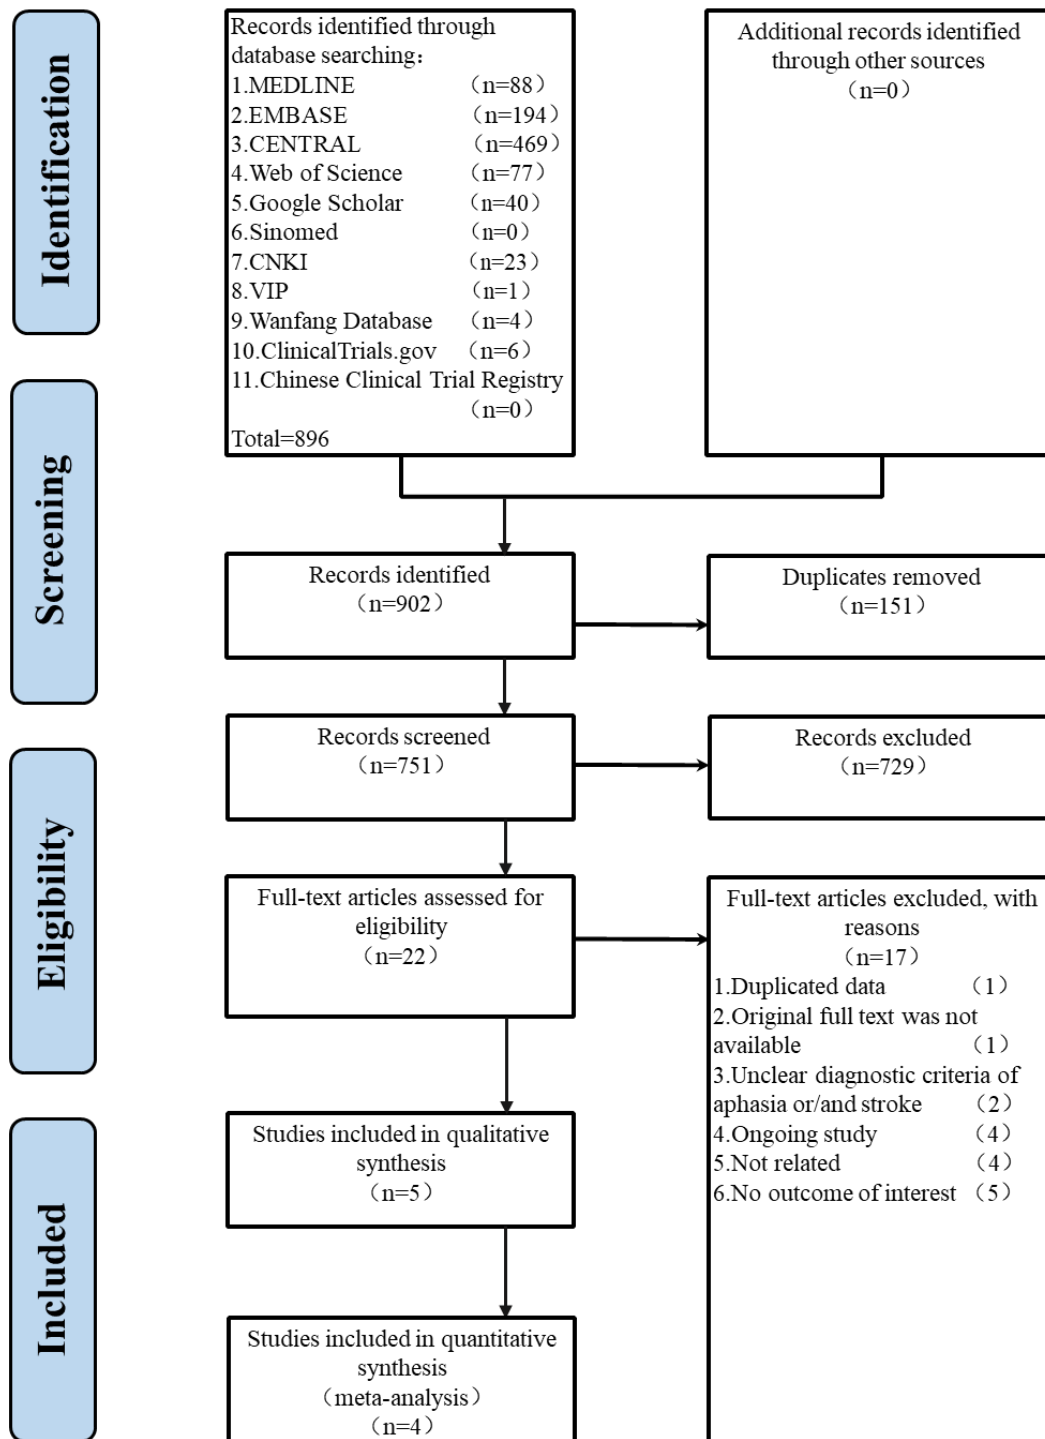 Identification
Records identified through
database searching：
1.MEDLINE （n=88）
2.EMBASE （n=194）
3.CENTRAL （n=469）
4.Web of Science （n=77）
5.Google Scholar （n=40）
6.Sinomed （n=0）
7.CNKI （n=23）
8.VIP （n=1）
9.Wanfang Database （n=4）
10.ClinicalTrials.gov （n=6）
11.Chinese Clinical Trial Registry
（n=0）
Total=896
Additional records identified
through other sources
（n=0）
Screening
Records identified
（n=902）
Duplicates removed
（n=151）
Records screened
（n=751）
Records excluded
（n=729）
Eligibility
Full-text articles assessed for
eligibility
（n=22）
Full-text articles excluded, with
reasons
（n=17）
1.Duplicated data （1）
2.Original full text was not
available （1）
3.Unclear diagnostic criteria of
aphasia or/and stroke （2）
4.Ongoing study （4）
5.Not related （4）
6.No outcome of interest （5）
Included
Studies included in qualitative
synthesis
（n=5）
Studies included in quantitative
synthesis
（meta-analysis）
（n=4）